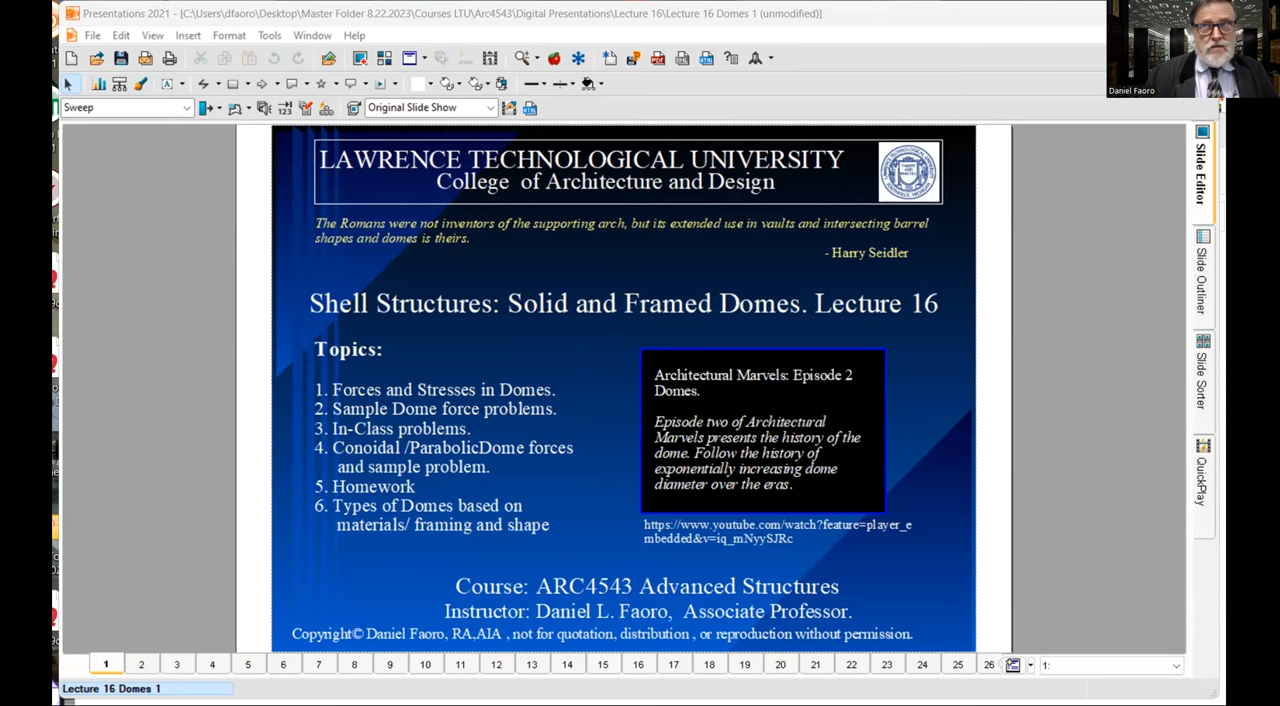 Presentations 2021 - [C:\Users\dfaoro\Desktop\Master Folder 8.22.2023\Courses LTU\Arc4543\Digital Presentations\Lecture 16\Lecture 16 Domes 1 (unmodified)]
File Edit View Insert Format Tools Window Help
Sweep
Original Slide Show
Daniel Faoro
LAWRENCE TECHNOLOGICAL UNIVERSITY
College of Architecture and Design
The Romans were not inventors of the supporting arch, but its extended use in vaults and intersecting barrel
shapes and domes is theirs.
- Harry Seidler
Shell Structures: Solid and Framed Domes. Lecture 16
Topics:
1. Forces and Stresses in Domes.
2. Sample Dome force problems.
3. In-Class problems.
4. Conoidal /ParabolicDome forces
and sample problem.
5. Homework
6. Types of Domes based on
materials/ framing and shape
Architectural Marvels: Episode 2
Domes.
Episode two of Architectural
Marvels presents the history of the
dome. Follow the history of
exponentially increasing dome
diameter over the eras.
https://www.youtube.com/watch?feature=player_e
mbedded&v=iq_mNyySJRc
Course: ARC4543 Advanced Structures
Instructor: Daniel L. Faoro, Associate Professor.
Copyright© Daniel Faoro, RA,AIA , not for quotation, distribution , or reproduction without permission.
Slide Editor
Slide Outliner
Slide Sorter
QuickPlay
1 2 3 4 5 6 7 8 9 10 11 12 13 14 15 16 17 18 19 20 21 22 23 24 25 26
1:
Lecture 16 Domes 1